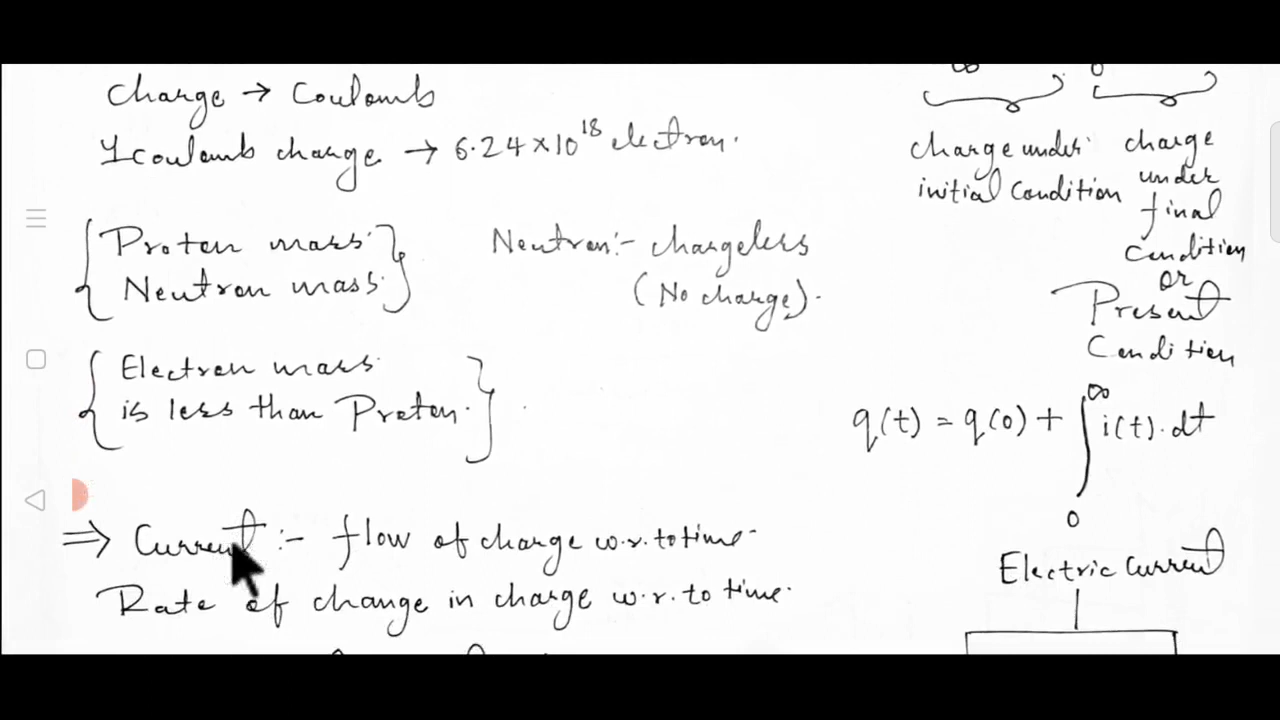 Charge → Coulomb
1 coulomb charge → 6.24 × 10^18 electron.
Proton mass
Neutron mass.
Neutron:- chargeless
(No charge).
Electron mass
is less than Proton.
⇒ Current :- flow of charge w.r.to time.
Rate of change in charge w.r.to time.
∞ 0
charge under
initial condition
charge
under
final
condition
or
Present
Condition
q(t) = q(0) + ∫₀^∞ i(t).dt
Electric Current